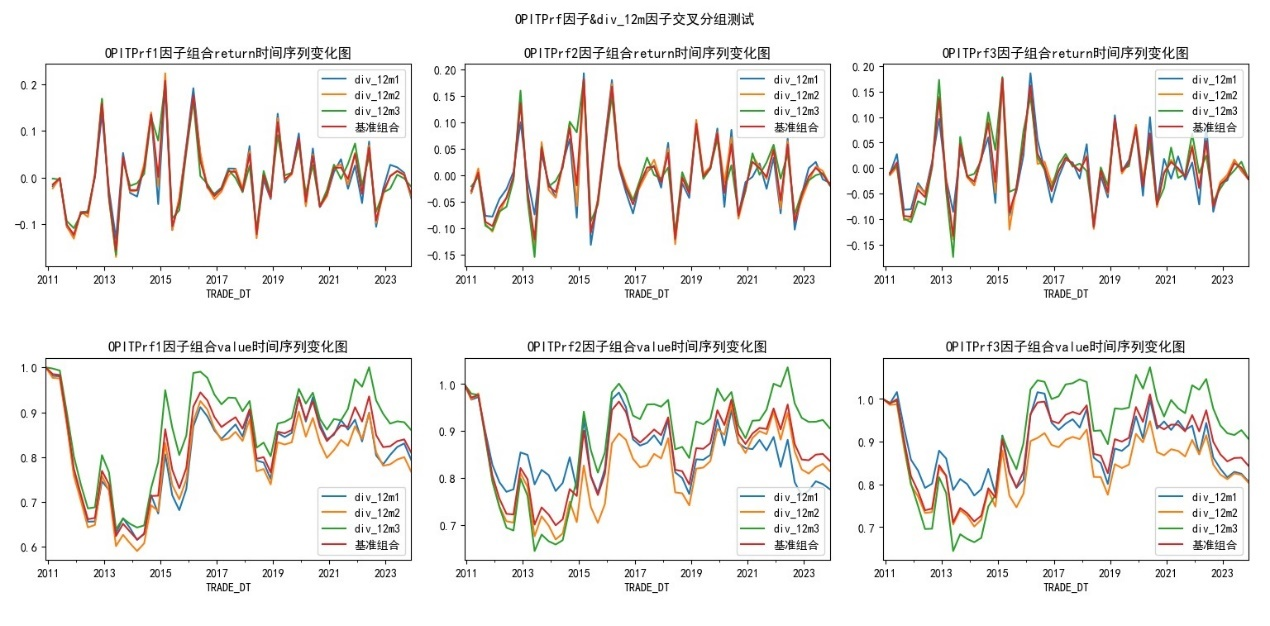 OPITPrf因子&div_12m因子交叉分组测试
OPITPrf1因子组合return时间序列变化图
0.2
0.1
0.0
−0.1
div_12m1
div_12m2
div_12m3
基准组合
2011 2013 2015 2017 2019 2021 2023
TRADE_DT
OPITPrf2因子组合return时间序列变化图
0.20
0.15
0.10
0.05
0.00
−0.05
−0.10
−0.15
div_12m1
div_12m2
div_12m3
基准组合
2011 2013 2015 2017 2019 2021 2023
TRADE_DT
OPITPrf3因子组合return时间序列变化图
0.20
0.15
0.10
0.05
0.00
−0.05
−0.10
−0.15
div_12m1
div_12m2
div_12m3
基准组合
2011 2013 2015 2017 2019 2021 2023
TRADE_DT
OPITPrf1因子组合value时间序列变化图
1.0
0.9
0.8
0.7
0.6
div_12m1
div_12m2
div_12m3
基准组合
2011 2013 2015 2017 2019 2021 2023
TRADE_DT
OPITPrf2因子组合value时间序列变化图
1.0
0.9
0.8
0.7
div_12m1
div_12m2
div_12m3
基准组合
2011 2013 2015 2017 2019 2021 2023
TRADE_DT
OPITPrf3因子组合value时间序列变化图
1.0
0.9
0.8
0.7
div_12m1
div_12m2
div_12m3
基准组合
2011 2013 2015 2017 2019 2021 2023
TRADE_DT